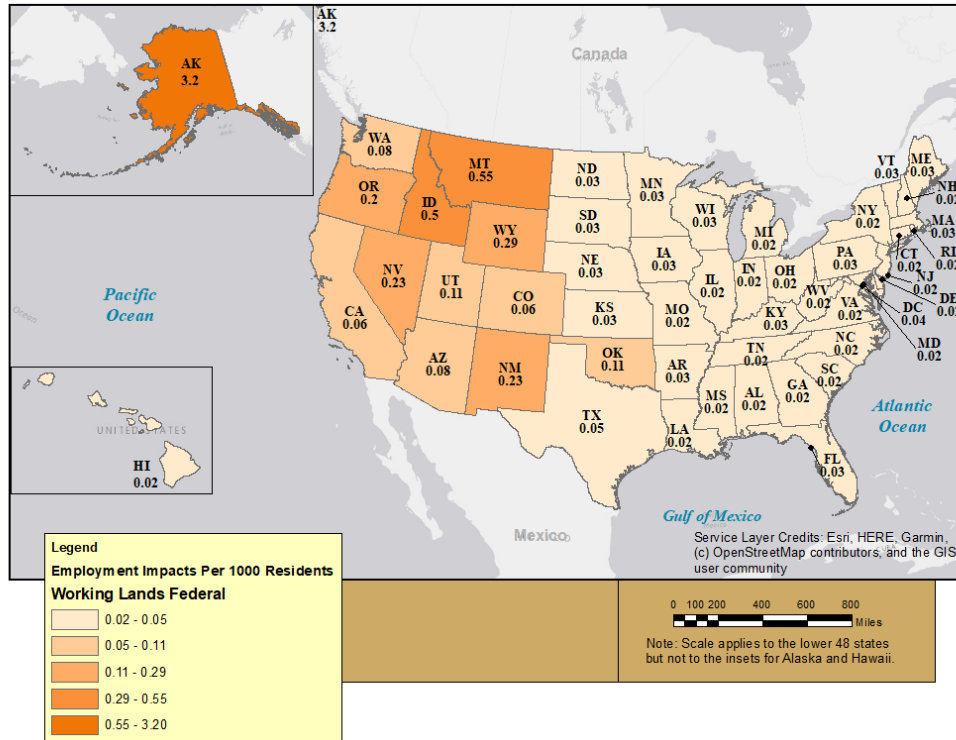 AK
3.2
AK
3.2
Canada
WA
0.08
MT
0.55
ND
0.03
MN
0.03
VT
0.03
ME
0.03
NH
0.02
OR
0.2
ID
0.5
SD
0.03
WI
0.03
NY
0.02
MA
0.03
WY
0.29
MI
0.02
RI
0.02
CT
0.02
NJ
0.02
NE
0.03
IA
0.03
PA
0.03
NV
0.23
UT
0.11
CO
0.06
IL
0.02
IN
0.02
OH
0.02
WV
0.02
DE
DC
0.04
MD
0.02
Pacific
Ocean
CA
0.06
KS
0.03
MO
0.02
KY
0.03
VA
0.02
AZ
0.08
NM
0.23
OK
0.11
AR
0.03
TN
0.02
NC
0.02
SC
0.02
TX
0.05
LA
0.02
MS
0.02
AL
0.02
GA
0.02
Atlantic
Ocean
FL
0.03
UNITED STATES
HI
0.02
Mexico
Gulf of Mexico
Service Layer Credits: Esri, HERE, Garmin,
(c) OpenStreetMap contributors, and the GIS
user community
Legend
Employment Impacts Per 1000 Residents
Working Lands Federal
0.02 - 0.05
0.05 - 0.11
0.11 - 0.29
0.29 - 0.55
0.55 - 3.20
0 100 200 400 600 800
Miles
Note: Scale applies to the lower 48 states
but not to the insets for Alaska and Hawaii.